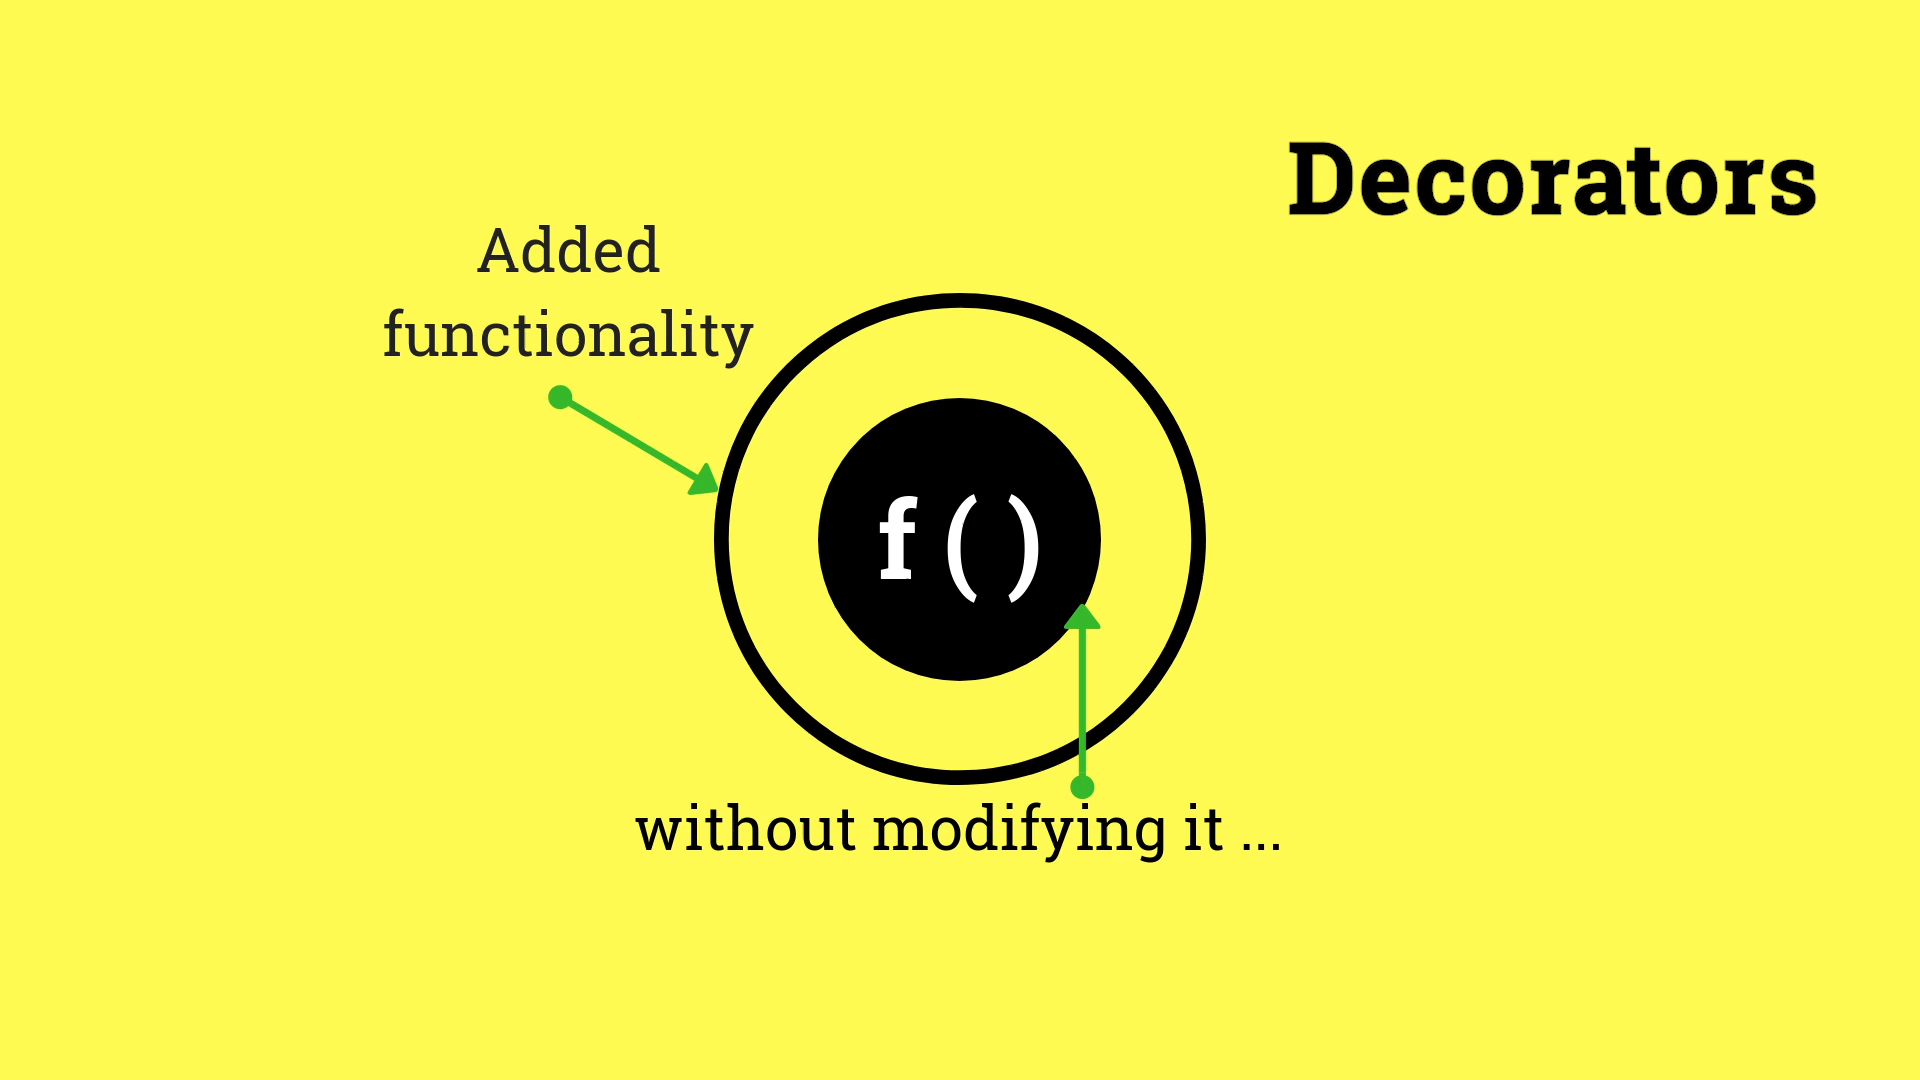 Decorators
Added
functionality
f ( )
without modifying it ...